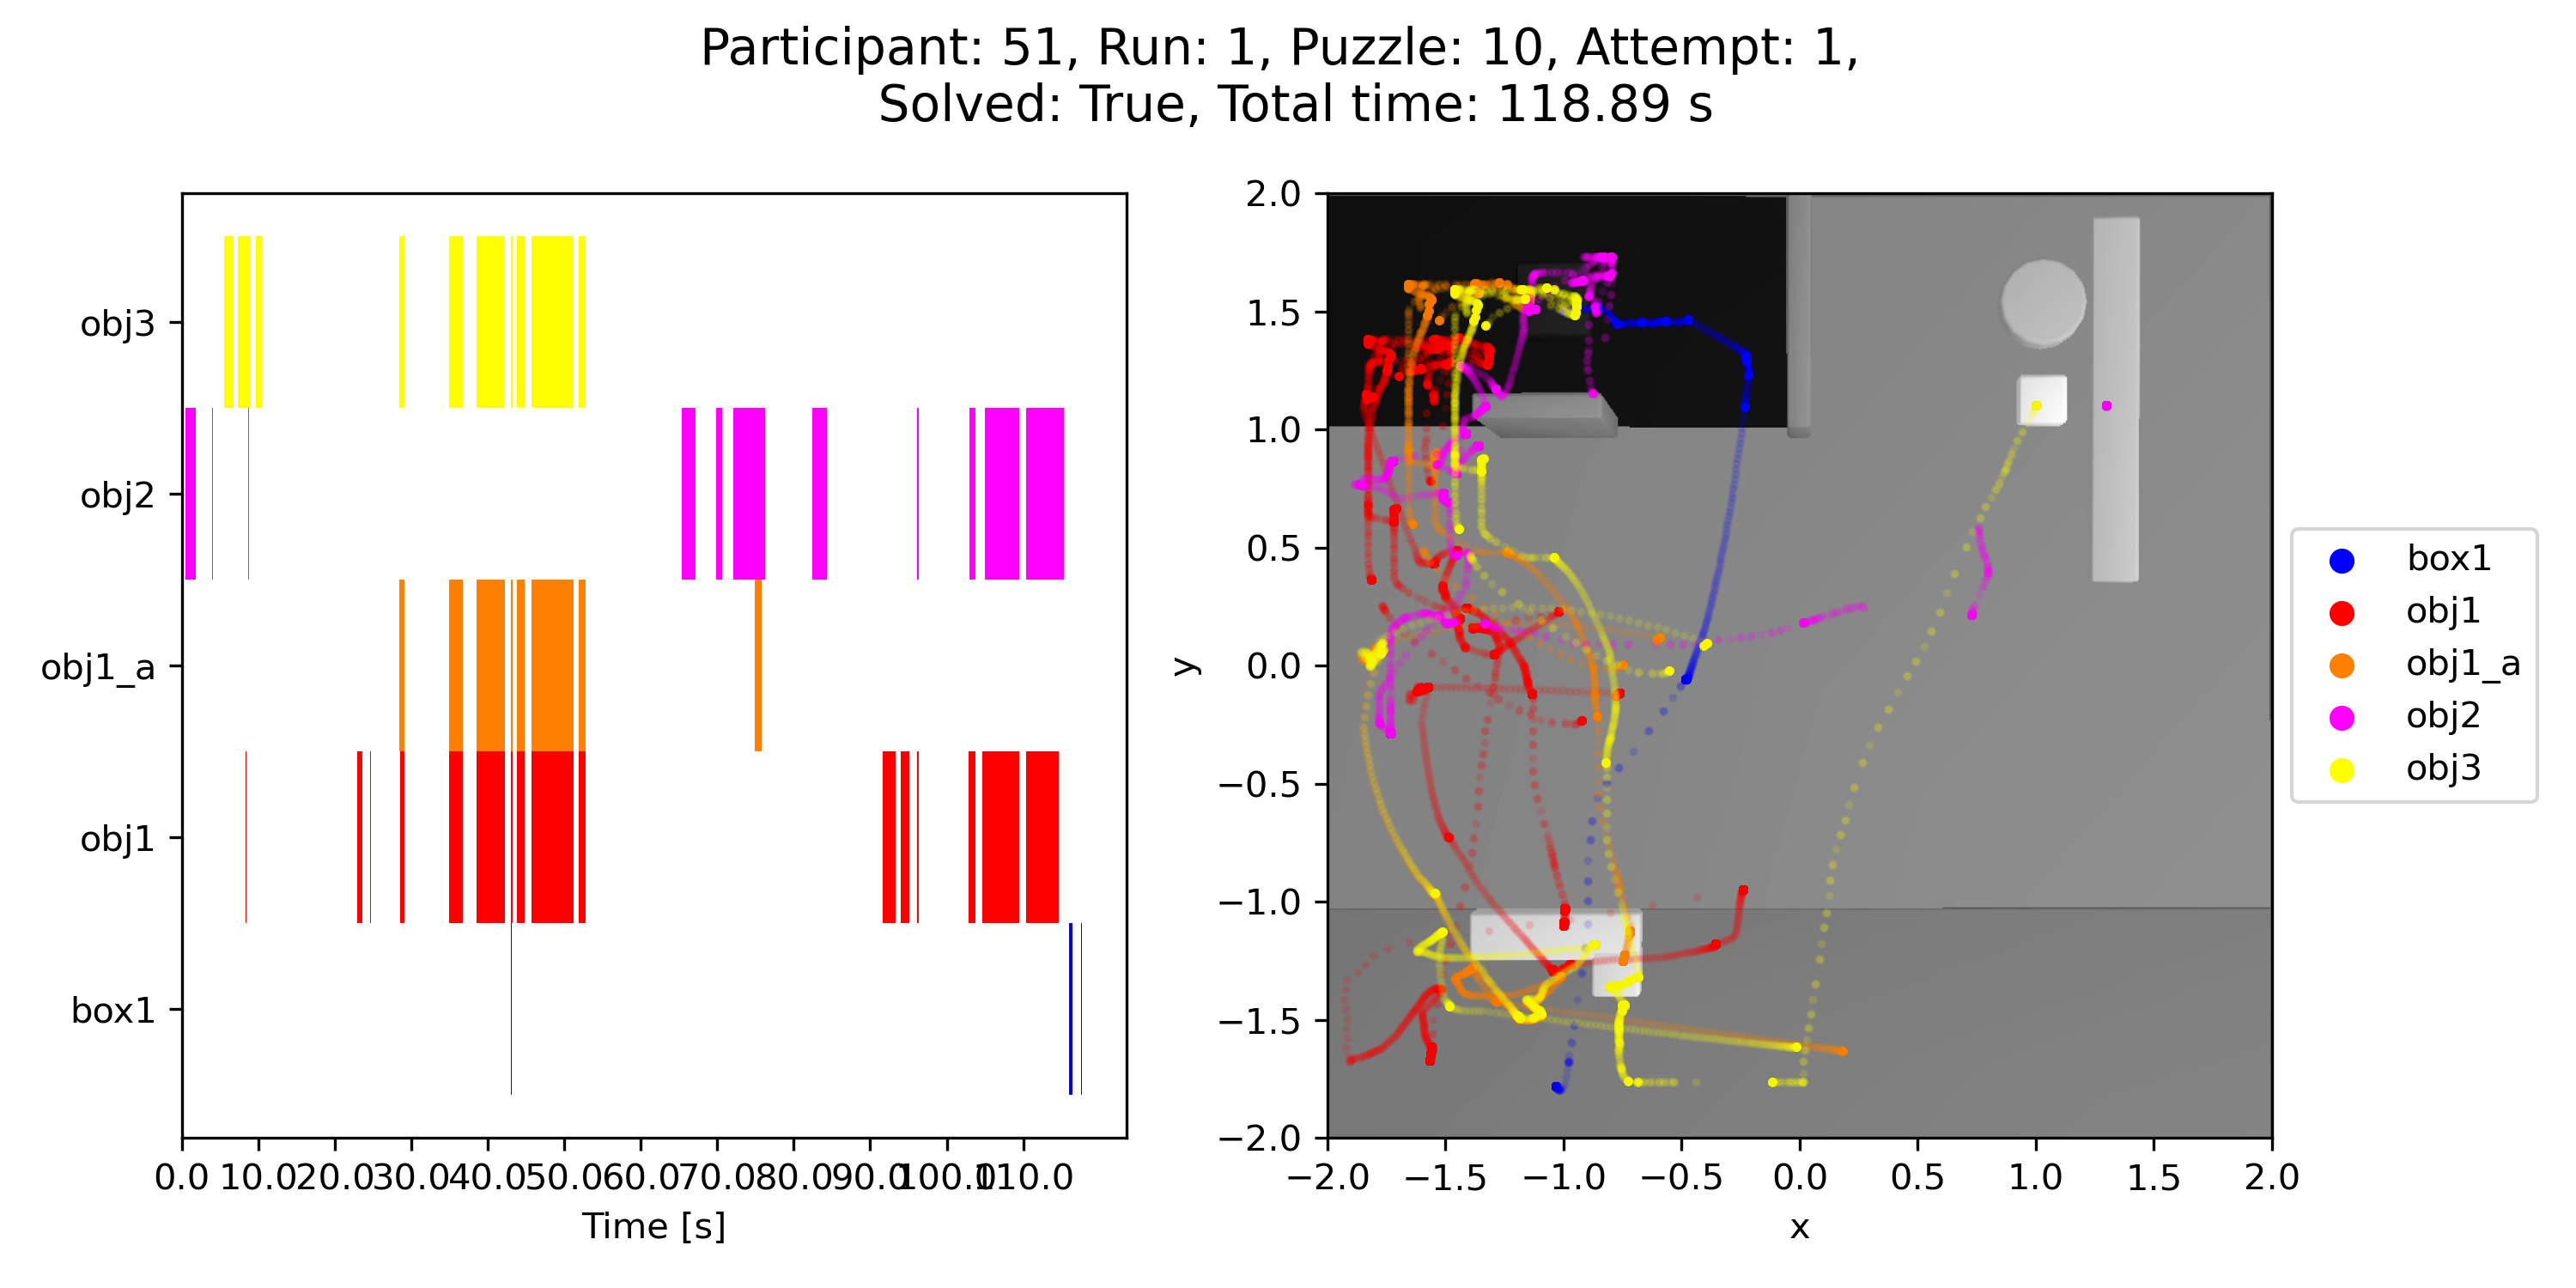 Participant: 51, Run: 1, Puzzle: 10, Attempt: 1,
Solved: True, Total time: 118.89 s
obj3
obj2
obj1_a
obj1
box1
0.0 10.0 20.0 30.0 40.0 50.0 60.0 70.0 80.0 90.0 100.0 110.0
Time [s]
2.0
1.5
1.0
0.5
0.0
−0.5
−1.0
−1.5
−2.0
y
−2.0 −1.5 −1.0 −0.5 0.0 0.5 1.0 1.5 2.0
x
box1
obj1
obj1_a
obj2
obj3